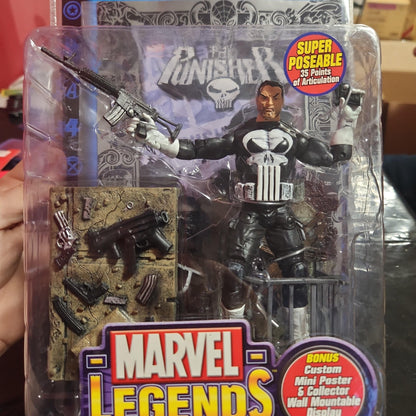 THE
PUNISHER
SUPER
POSEABLE
35 Points
of Articulation
MARVEL
LEGENDS
BONUS
Custom
Mini Poster
& Collector
Wall Mountable
Display